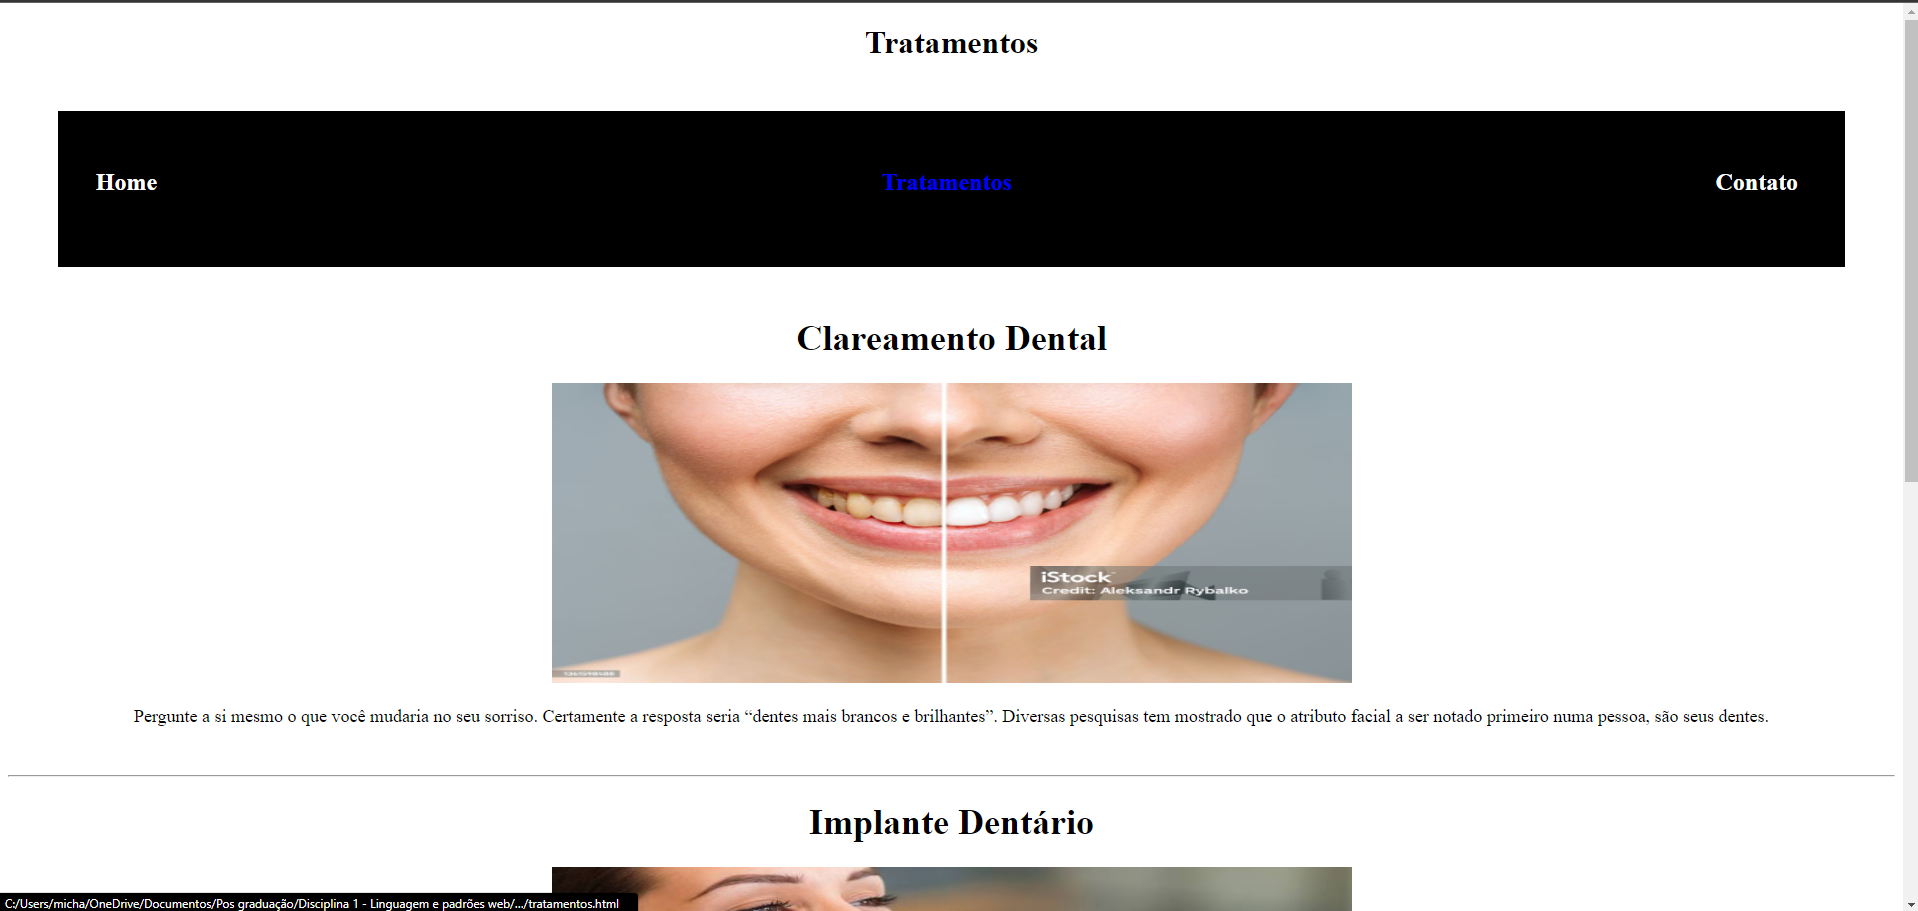 Tratamentos
Home Tratamentos Contato
Clareamento Dental
iStock
Credit: Aleksandr Rybalko
Pergunte a si mesmo o que você mudaria no seu sorriso. Certamente a resposta seria “dentes mais brancos e brilhantes”. Diversas pesquisas tem mostrado que o atributo facial a ser notado primeiro numa pessoa, são seus dentes.
Implante Dentário
C:/Users/micha/OneDrive/Documentos/Pos graduação/Disciplina 1 - Linguagem e padrões web/.../tratamentos.html